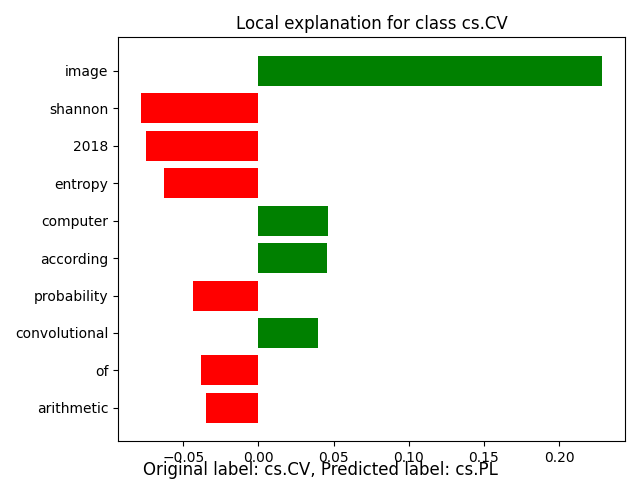 Local explanation for class cs.CV
image
shannon
2018
entropy
computer
according
probability
convolutional
of
arithmetic
−0.05 0.00 0.05 0.10 0.15 0.20
Original label: cs.CV, Predicted label: cs.PL